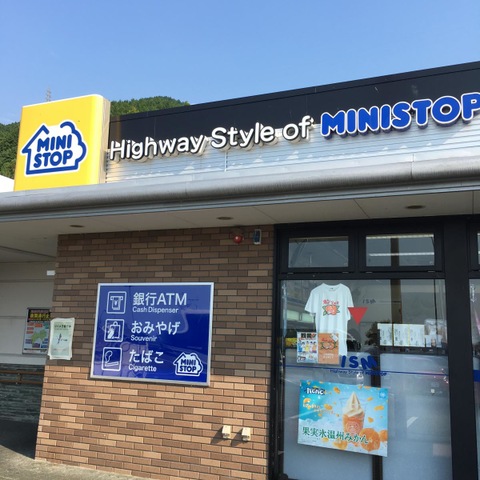 MINI
STOP
Highway Style of MINISTOP
銀行ATM
Cash Dispenser
おみやげ
Souvenir
たばこ
Cigarette
MINI
STOP
果実氷温州みかん